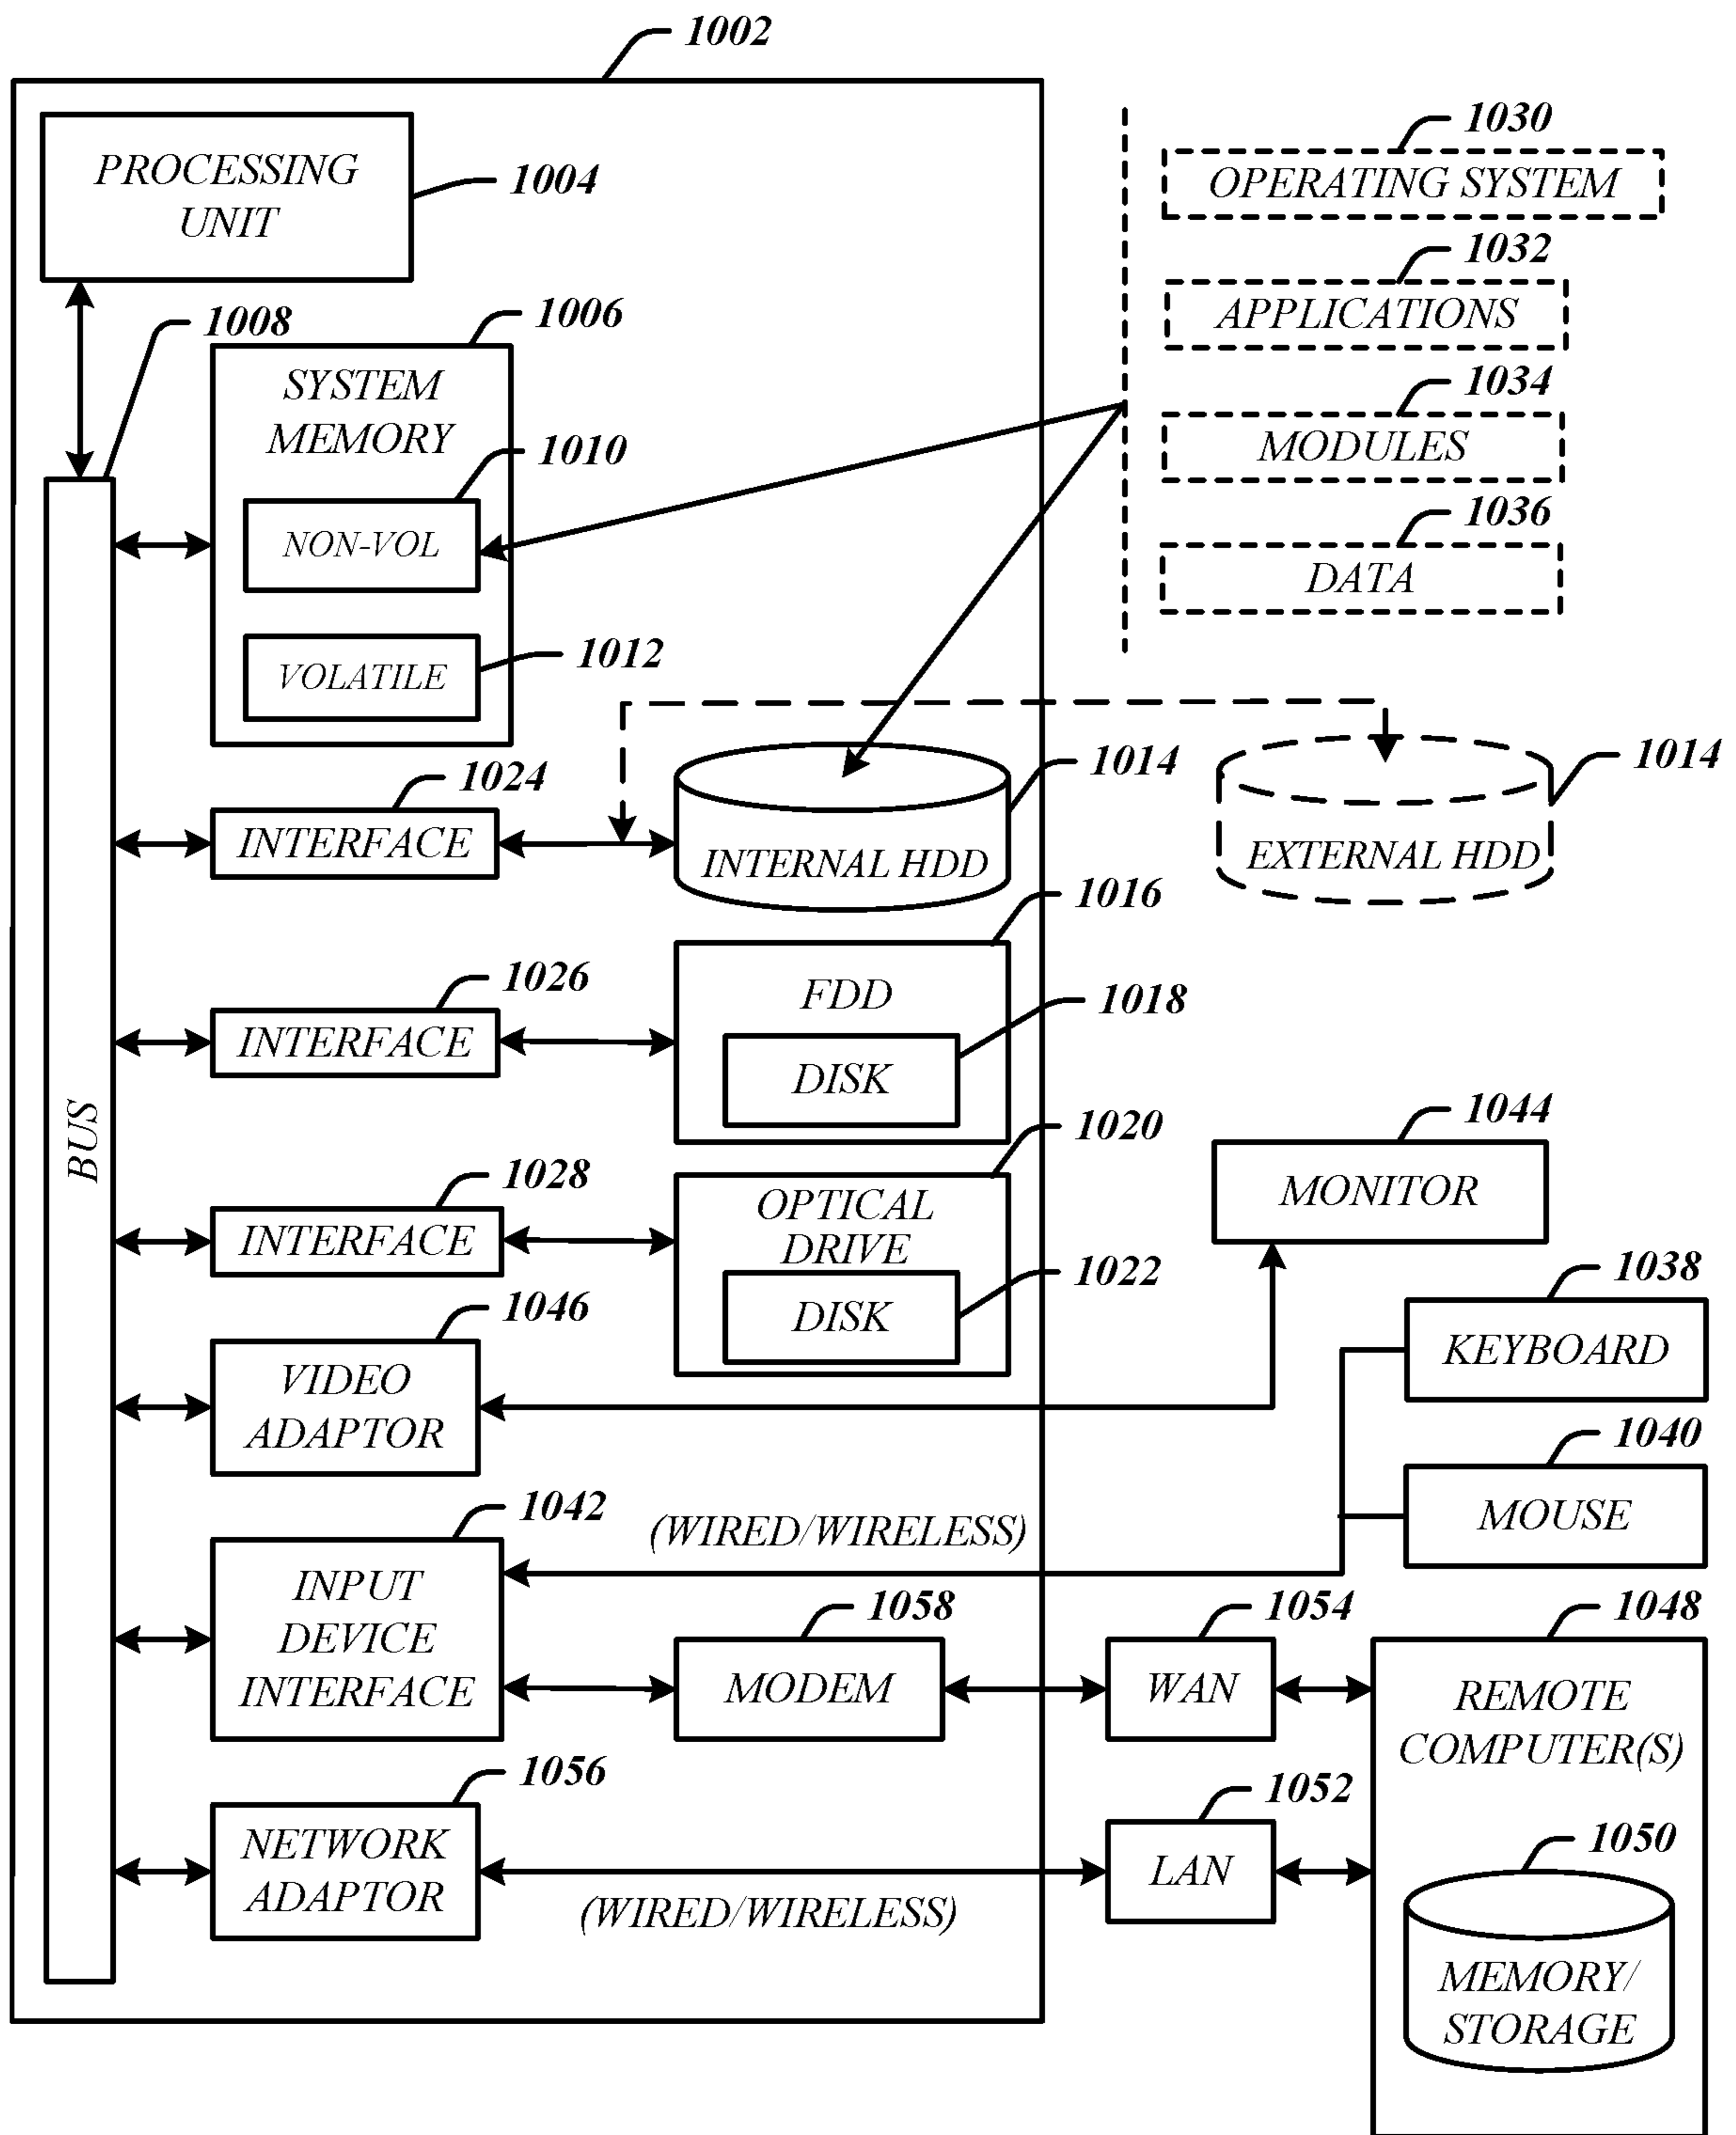 1002
PROCESSING
UNIT
1004
1030
OPERATING SYSTEM
1032
APPLICATIONS
1034
MODULES
1036
DATA
1008
1006
SYSTEM
MEMORY
1010
NON-VOL
1012
VOLATILE
BUS
1024
INTERFACE
1014
INTERNAL HDD
1014
EXTERNAL HDD
1026
INTERFACE
1016
FDD
1018
DISK
1028
INTERFACE
1020
OPTICAL
DRIVE
1022
DISK
1044
MONITOR
1046
VIDEO
ADAPTOR
1038
KEYBOARD
1040
MOUSE
1042
INPUT
DEVICE
INTERFACE
(WIRED/WIRELESS)
1058
MODEM
1054
WAN
1048
REMOTE
COMPUTER(S)
1056
NETWORK
ADAPTOR
(WIRED/WIRELESS)
1052
LAN
1050
MEMORY/
STORAGE